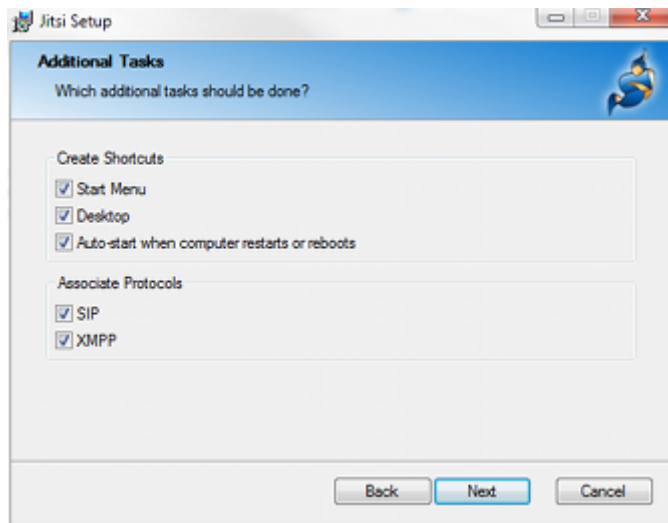 Jitsi Setup
Additional Tasks
Which additional tasks should be done?
Create Shortcuts
Start Menu
Desktop
Auto-start when computer restarts or reboots
Associate Protocols
SIP
XMPP
Back Next Cancel